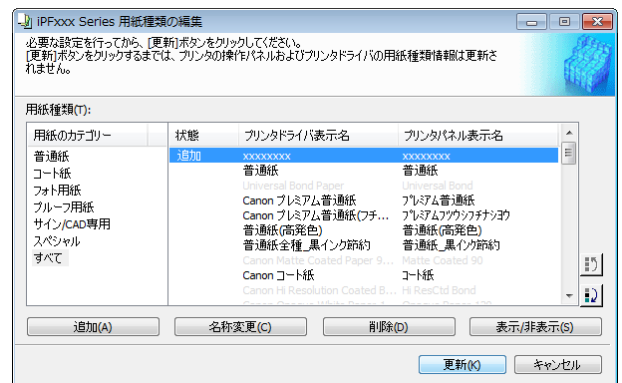 iPFxxx Series 用紙種類の編集
必要な設定を行ってから、[更新]ボタンをクリックしてください。
[更新]ボタンをクリックするまでは、プリンタの操作パネルおよびプリンタドライバの用紙種類情報は更新さ
れません。
用紙種類(T):
用紙のカテゴリー 状態 プリンタドライバ表示名 プリンタパネル表示名
普通紙
コート紙
フォト用紙
プルーフ用紙
サイン/CAD専用
スペシャル
すべて
追加 xxxxxxxx xxxxxxxx
普通紙 普通紙
Universal Bond Paper Universal Bond
Canon プレミアム普通紙 プレミアム普通紙
Canon プレミアム普通紙(フチ... プレミアムフツウシフチナシヨウ
普通紙(高発色) 普通紙(高発色)
普通紙全種_黒インク節約 普通紙_黒インク節約
Canon Matte Coated Paper 9... Matte Coated 90
Canon コート紙 コート紙
Canon Hi Resolution Coated B... Hi ResCtd Bond
追加(A) 名称変更(C) 削除(D) 表示/非表示(S)
更新(K) キャンセル